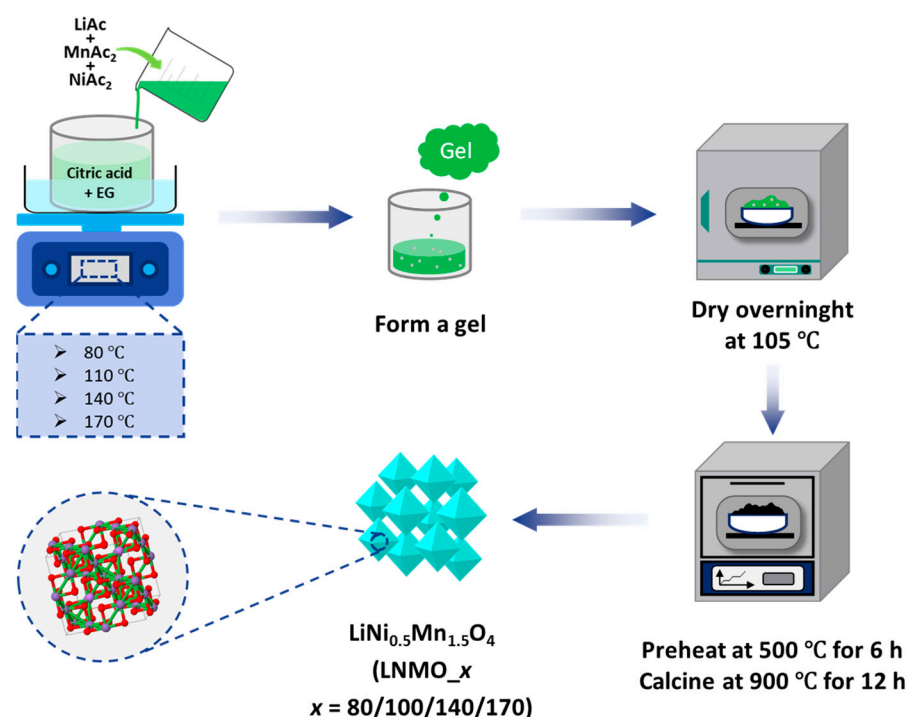 LiAc
+
MnAc₂
+
NiAc₂
Citric acid
+ EG
➢ 80 ℃
➢ 110 ℃
➢ 140 ℃
➢ 170 ℃
Gel
Form a gel
Dry overninght
at 105 ℃
Preheat at 500 ℃ for 6 h
Calcine at 900 ℃ for 12 h
LiNi₀.₅Mn₁.₅O₄
(LNMO_x
x = 80/100/140/170)